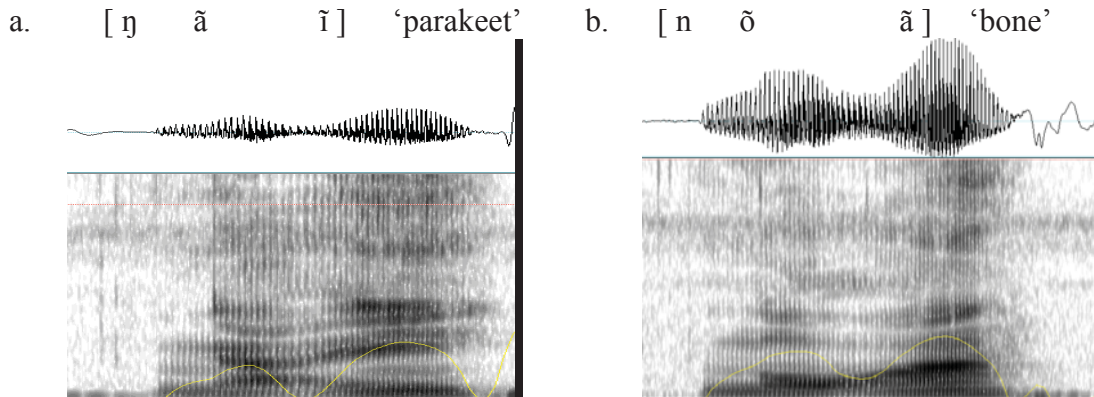 a. [ ŋ ã ĩ ] ‘parakeet’ b. [ n õ ã ] ‘bone’